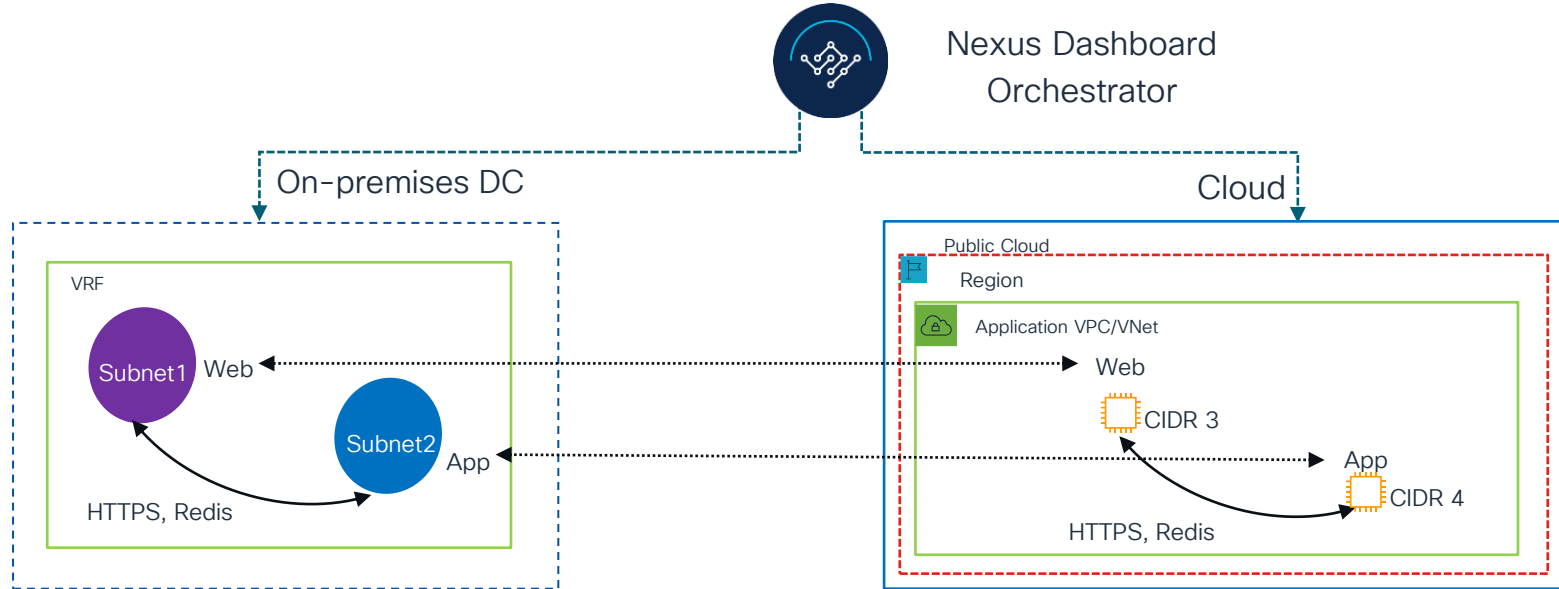 Nexus Dashboard
Orchestrator
On-premises DC
Cloud
VRF
Subnet1
Web
Subnet2
App
HTTPS, Redis
Public Cloud
Region
Application VPC/VNet
Web
CIDR 3
App
CIDR 4
HTTPS, Redis